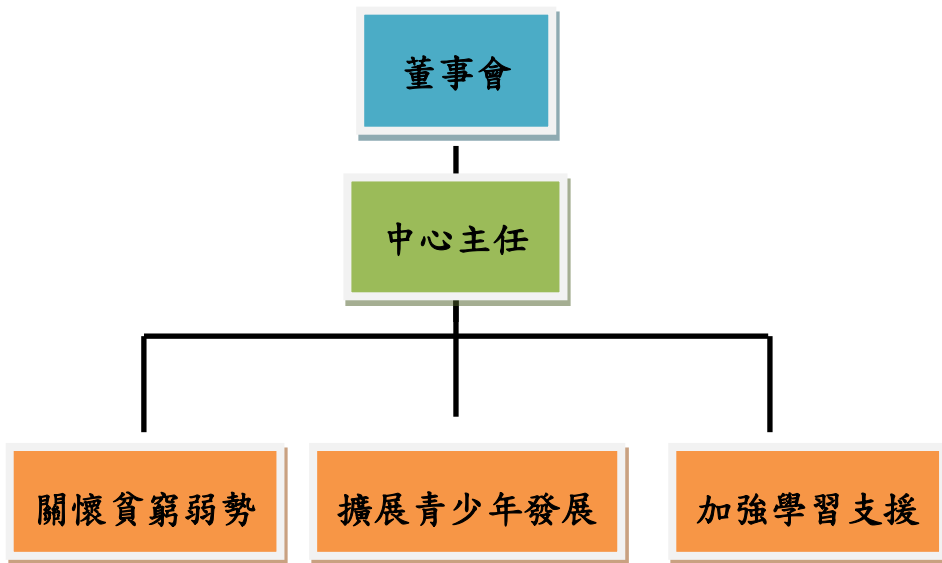 董事會
中心主任
關懷貧窮弱勢
擴展青少年發展
加強學習支援